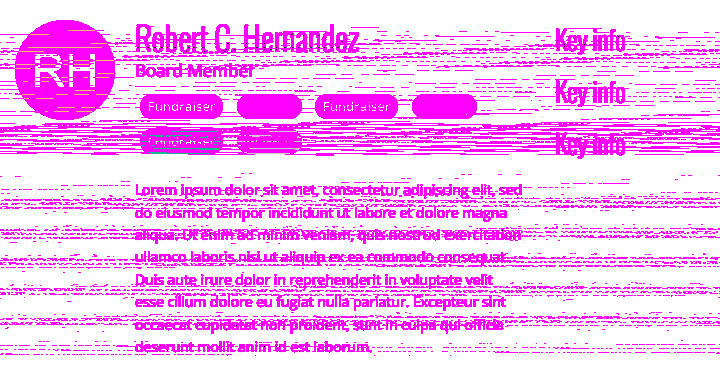 RH
Robert C. Hernandez
Board Member
Fundraiser Fundraiser
Fundraiser
Key info
Key info
Key info
Lorem ipsum dolor sit amet, consectetur adipiscing elit, sed
do eiusmod tempor incididunt ut labore et dolore magna
aliqua. Ut enim ad minim veniam, quis nostrud exercitation
ullamco laboris nisi ut aliquip ex ea commodo consequat.
Duis aute irure dolor in reprehenderit in voluptate velit
esse cillum dolore eu fugiat nulla pariatur. Excepteur sint
occaecat cupidatat non proident, sunt in culpa qui officia
deserunt mollit anim id est laborum.